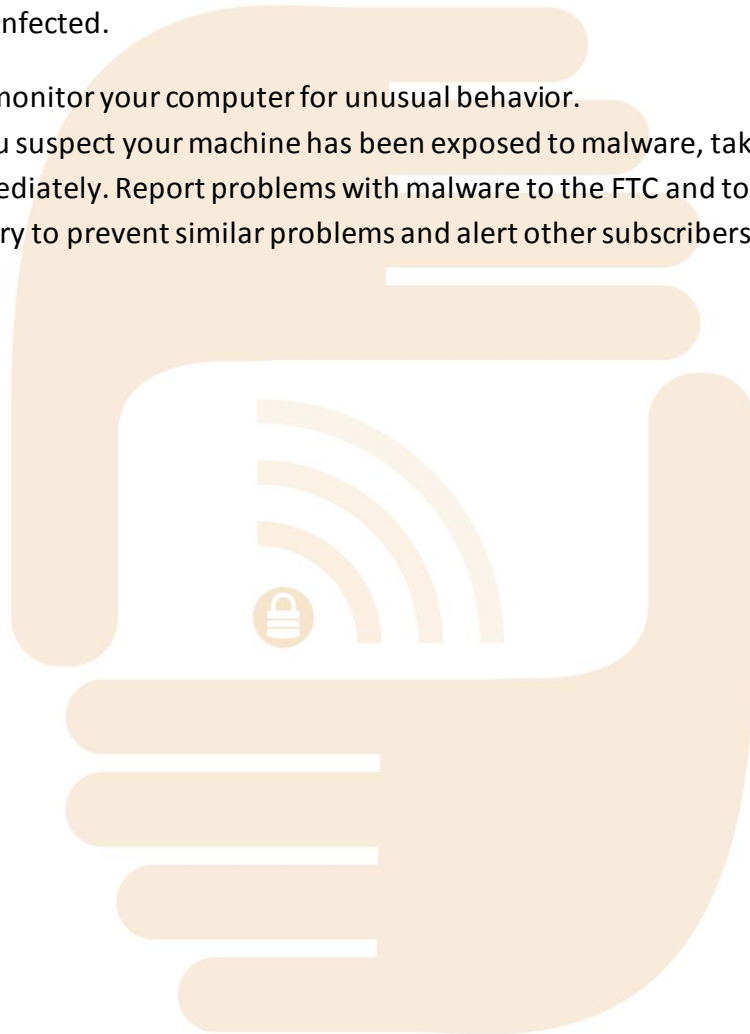 nfected.
monitor your computer for unusual behavior.
u suspect your machine has been exposed to malware, tak
ediately. Report problems with malware to the FTC and to
ry to prevent similar problems and alert other subscribers